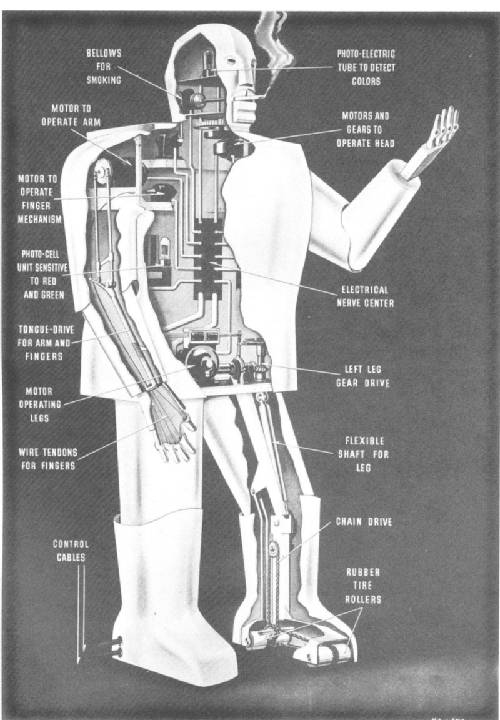 BELLOWS
FOR
SMOKING
PHOTO-ELECTRIC
TUBE TO DETECT
COLORS
MOTOR TO
OPERATE ARM
MOTORS AND
GEARS TO
OPERATE HEAD
MOTOR TO
OPERATE
FINGER
MECHANISM
PHOTO-CELL
UNIT SENSITIVE
TO RED
AND GREEN
ELECTRICAL
NERVE CENTER
TONGUE-DRIVE
FOR ARM AND
FINGERS
LEFT LEG
GEAR DRIVE
MOTOR
OPERATING
LEGS
WIRE TENDONS
FOR FINGERS
FLEXIBLE
SHAFT FOR
LEG
CHAIN DRIVE
CONTROL
CABLES
RUBBER
TIRE
ROLLERS